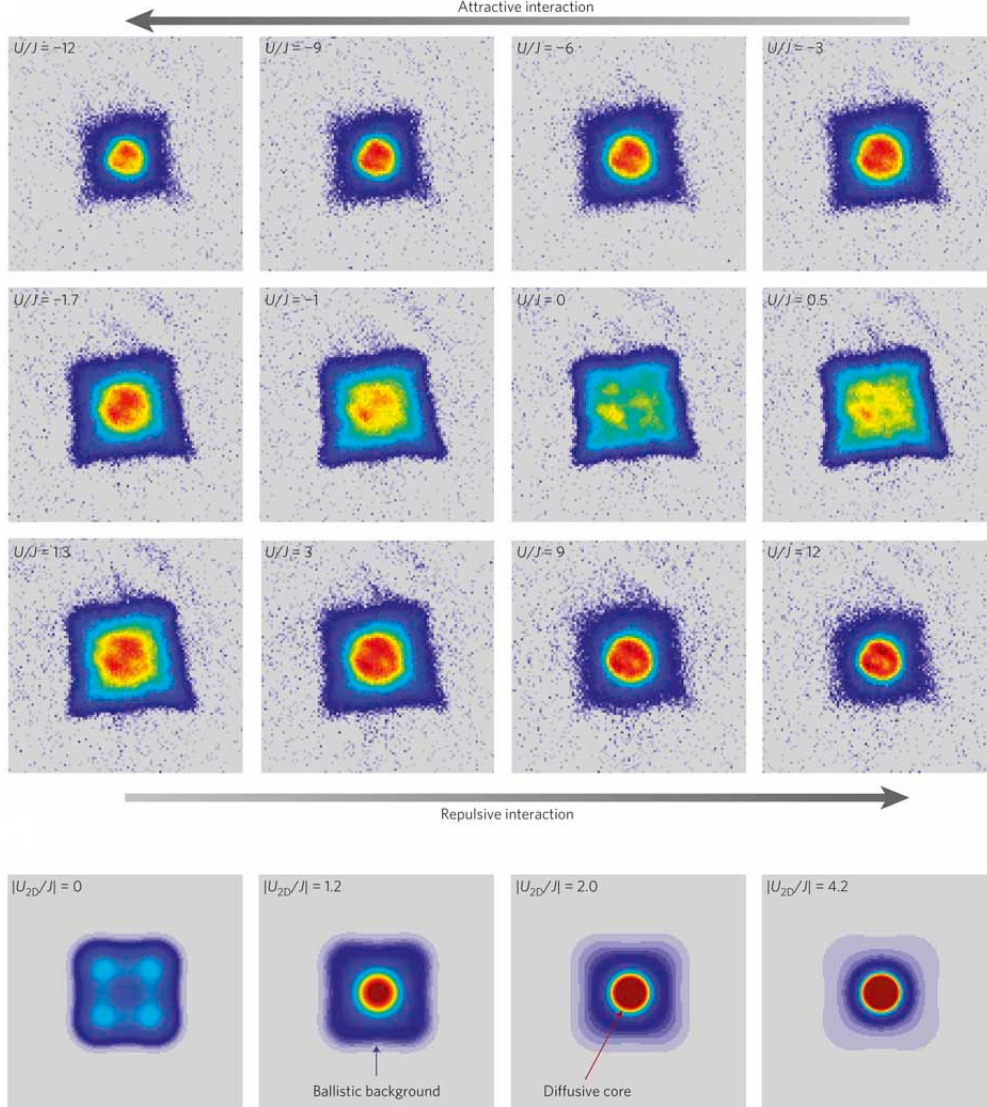 Attractive interaction
U/J = −12
U/J = −9
U/J = −6
U/J = −3
U/J = −1.7
U/J = −1
U/J = 0
U/J = 0.5
U/J = 1.3
U/J = 3
U/J = 9
U/J = 12
Repulsive interaction
|U2D/J| = 0
|U2D/J| = 1.2
|U2D/J| = 2.0
|U2D/J| = 4.2
Ballistic background
Diffusive core